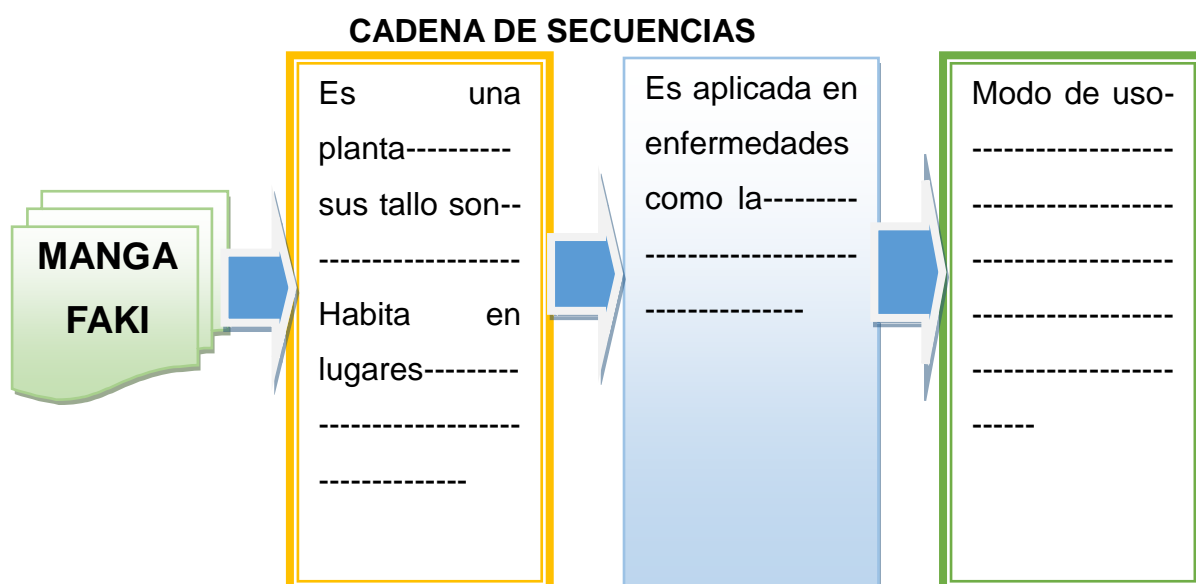 CADENA DE SECUENCIAS
MANGA
FAKI
Es una
planta----------
sus tallo son--
-------------------
Habita en
lugares---------
-------------------
--------------
Es aplicada en
enfermedades
como la---------
--------------------
---------------
Modo de uso-
-------------------
-------------------
-------------------
-------------------
-------------------
------